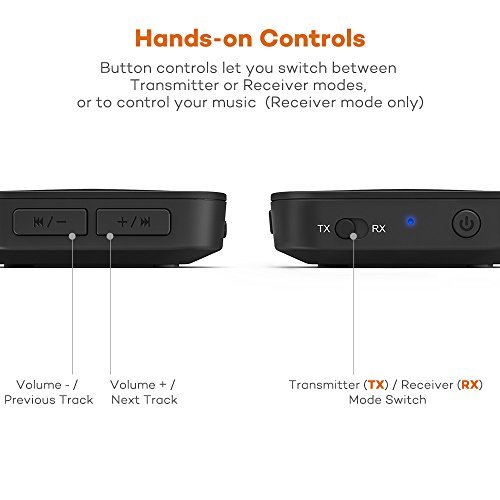 Hands-on Controls
Button controls let you switch between
Transmitter or Receiver modes,
or to control your music (Receiver mode only)
⏮ / − + / ⏭
TX RX
Volume - /
Previous Track
Volume + /
Next Track
Transmitter (TX) / Receiver (RX)
Mode Switch